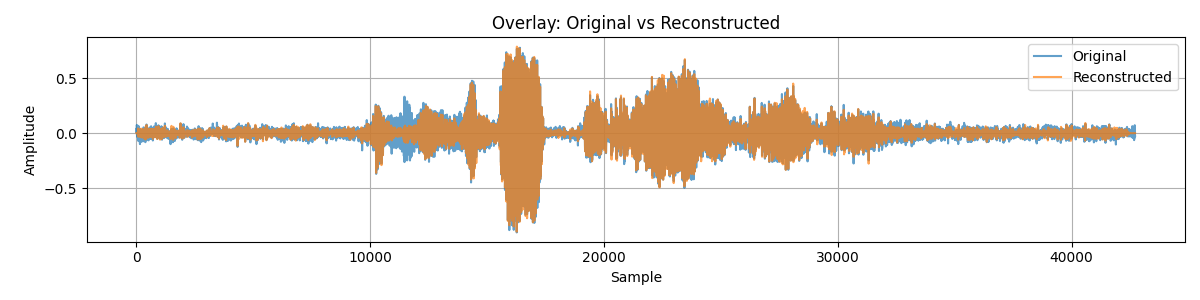 Overlay: Original vs Reconstructed
Original
Reconstructed
Amplitude
0.5
0.0
−0.5
0
10000
20000
30000
40000
Sample